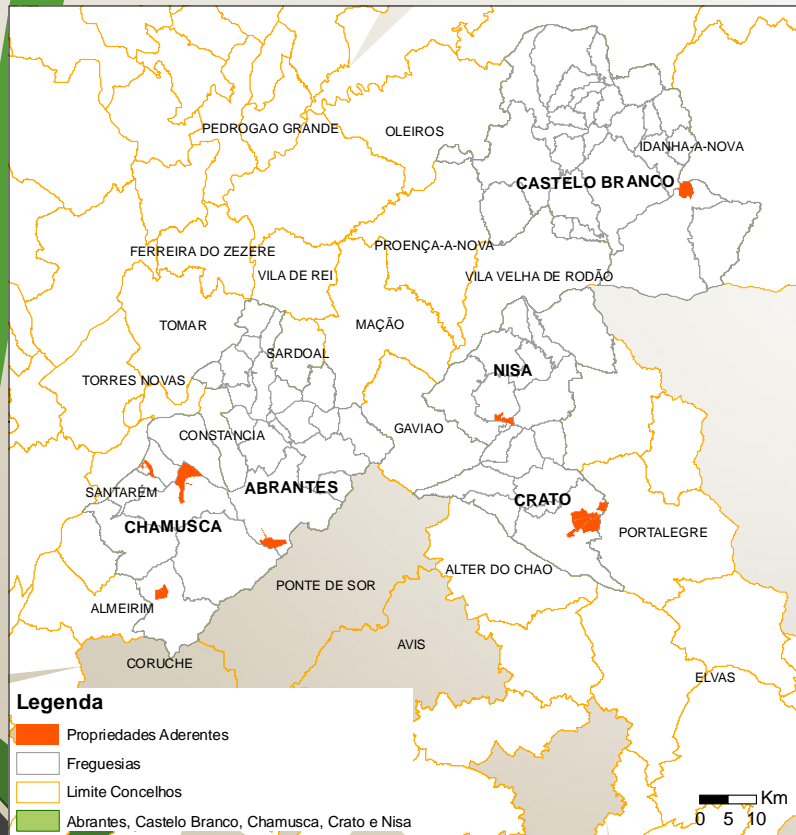 PEDROGAO GRANDE
OLEIROS
IDANHA-A-NOVA
CASTELO BRANCO
FERREIRA DO ZEZERE
PROENÇA-A-NOVA
VILA DE REI
VILA VELHA DE RODÃO
TOMAR
MAÇÃO
SARDOAL
NISA
TORRES NOVAS
GAVIAO
CONSTANCIA
SANTARÉM
ABRANTES
CRATO
CHAMUSCA
PORTALEGRE
ALTER DO CHAO
PONTE DE SOR
ALMEIRIM
AVIS
CORUCHE
ELVAS
Legenda
Propriedades Aderentes
Freguesias
Limite Concelhos
Abrantes, Castelo Branco, Chamusca, Crato e Nisa
Km
0 5 10